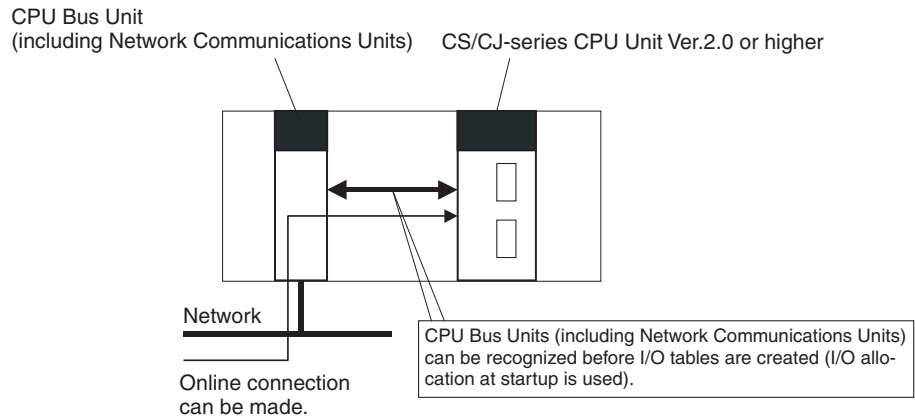 CPU Bus Unit
(including Network Communications Units)
CS/CJ-series CPU Unit Ver.2.0 or higher
Network
CPU Bus Units (including Network Communications Units)
can be recognized before I/O tables are created (I/O allo-
cation at startup is used).
Online connection
can be made.